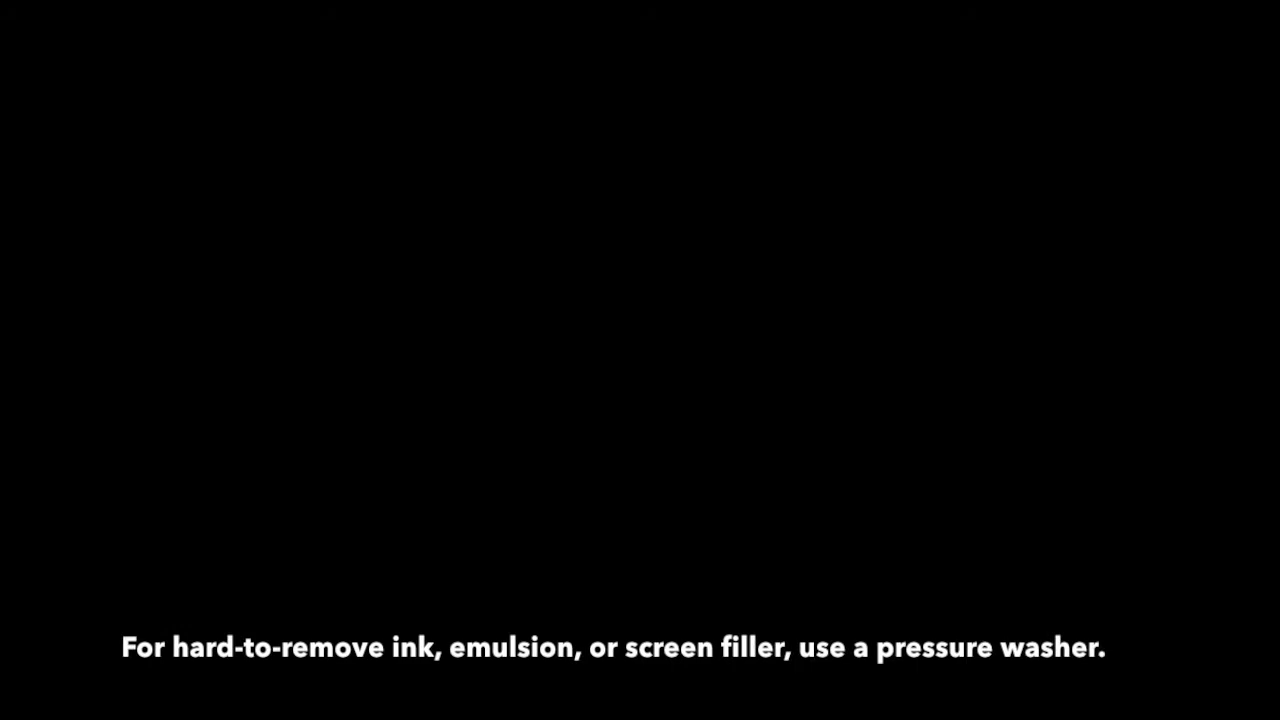 For hard-to-remove ink, emulsion, or screen filler, use a pressure washer.